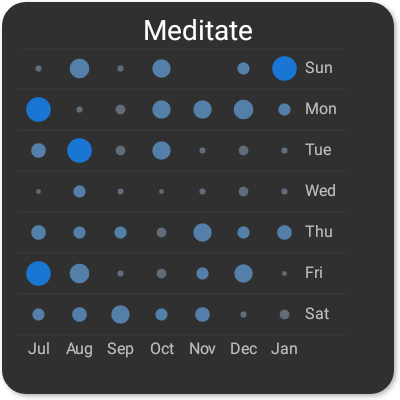 Meditate
Sun
Mon
Tue
Wed
Thu
Fri
Sat
Jul Aug Sep Oct Nov Dec Jan